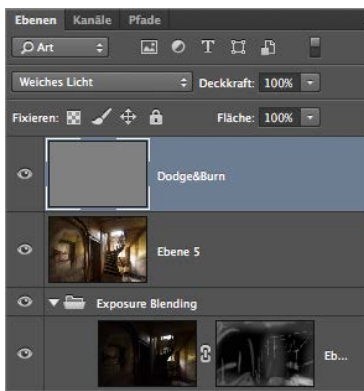 Ebenen Kanäle Pfade
Art T
Weiches Licht Deckkraft: 100%
Fixieren: Fläche: 100%
Dodge&Burn
Ebene 5
Exposure Blending
Eb...